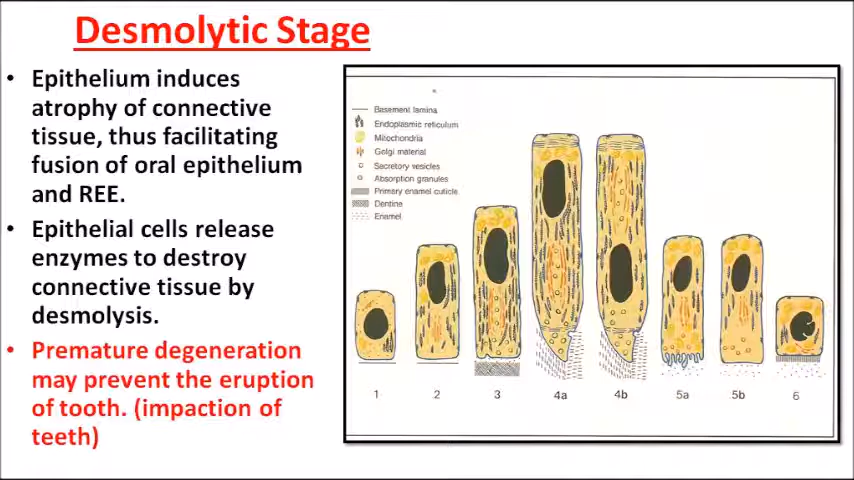 Desmolytic Stage
• Epithelium induces
atrophy of connective
tissue, thus facilitating
fusion of oral epithelium
and REE.
• Epithelial cells release
enzymes to destroy
connective tissue by
desmolysis.
• Premature degeneration
may prevent the eruption
of tooth. (impaction of
teeth)
Basement lamina
Endoplasmic reticulum
Mitochondria
Golgi material
Secretory vesicles
Absorption granules
Primary enamel cuticle
Dentine
Enamel
1 2 3 4a 4b 5a 5b 6